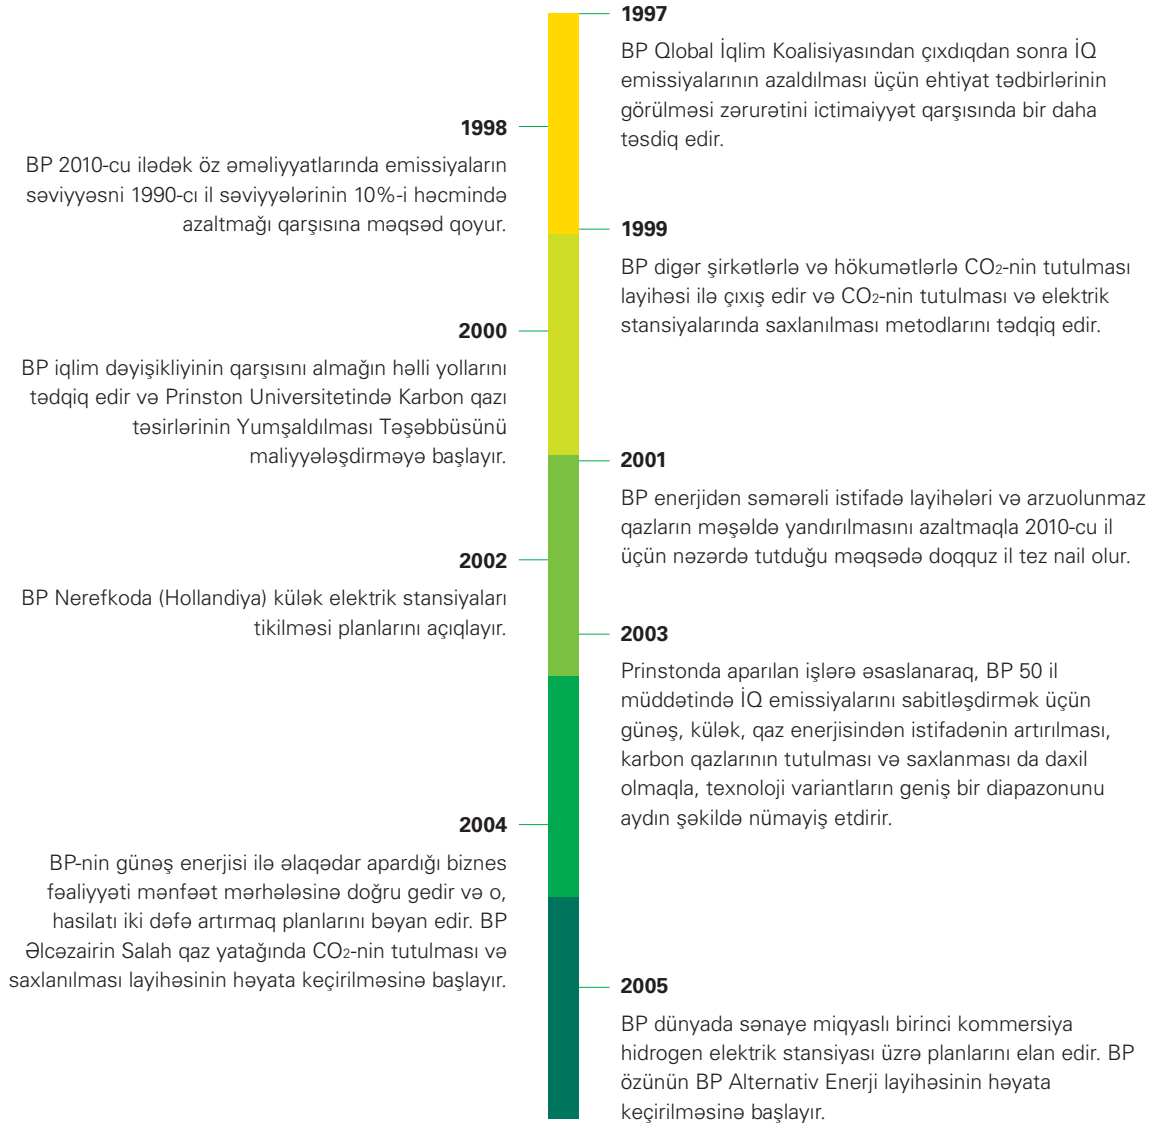 1997
BP Qlobal İqlim Koalisiyasından çıxdıqdan sonra İQ
emissiyalarının azaldılması üçün ehtiyat tədbirlərinin
görülməsi zərurətini ictimaiyyət qarşısında bir daha
təsdiq edir.
1998
BP 2010-cu ilədək öz əməliyyatlarında emissiyaların
səviyyəsni 1990-cı il səviyyələrinin 10%-i həcmində
azaltmağı qarşısına məqsəd qoyur.
1999
BP digər şirkətlərlə və hökumətlərlə CO2-nin tutulması
layihəsi ilə çıxış edir və CO2-nin tutulması və elektrik
stansiyalarında saxlanılması metodlarını tədqiq edir.
2000
BP iqlim dəyişikliyinin qarşısını almağın həlli yollarını
tədqiq edir və Prinston Universitetində Karbon qazı
təsirlərinin Yumşaldılması Təşəbbüsünü
maliyyələşdirməyə başlayır.
2001
BP enerjidən səmərəli istifadə layihələri və arzuolunmaz
qazların məşəldə yandırılmasını azaltmaqla 2010-cu il
üçün nəzərdə tutduğu məqsədə doqquz il tez nail olur.
2002
BP Nerefkoda (Hollandiya) külək elektrik stansiyaları
tikilməsi planlarını açıqlayır.
2003
Prinstonda aparılan işlərə əsaslanaraq, BP 50 il
müddətində İQ emissiyalarını sabitləşdirmək üçün
günəş, külək, qaz enerjisindən istifadənin artırılması,
karbon qazlarının tutulması və saxlanması da daxil
olmaqla, texnoloji variantların geniş bir diapazonunu
aydın şəkildə nümayiş etdirir.
2004
BP-nin günəş enerjisi ilə əlaqədar apardığı biznes
fəaliyyəti mənfəət mərhələsinə doğru gedir və o,
hasilatı iki dəfə artırmaq planlarını bəyan edir. BP
Əlcəzairin Salah qaz yatağında CO2-nin tutulması və
saxlanılması layihəsinin həyata keçirilməsinə başlayır.
2005
BP dünyada sənaye miqyaslı birinci kommersiya
hidrogen elektrik stansiyası üzrə planlarını elan edir. BP
özünün BP Alternativ Enerji layihəsinin həyata
keçirilməsinə başlayır.